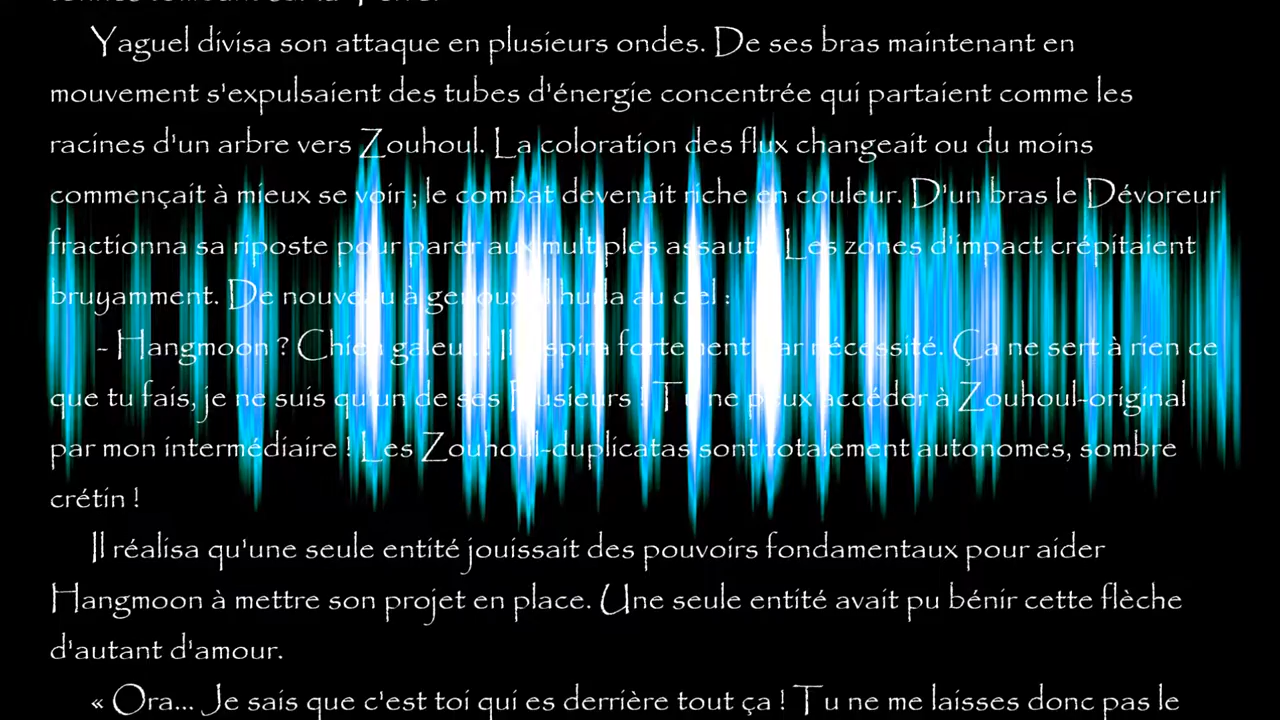 Yaguel divisa son attaque en plusieurs ondes. De ses bras maintenant en
mouvement s'expulsaient des tubes d'énergie concentrée qui partaient comme les
racines d'un arbre vers Zouhoul. La coloration des flux changeait ou du moins
commençait à mieux se voir ; le combat devenait riche en couleur. D'un bras le Dévoreur
fractionna sa riposte pour parer aux multiples assauts. Les zones d'impact crépitaient
bruyamment. De nouveau à genoux il hurla au ciel :
- Hangmoon ? Chien galeux ! Il inspira fortement par nécessité. Ça ne sert à rien ce
que tu fais, je ne suis qu'un de ses Plusieurs ! Tu ne peux accéder à Zouhoul-original
par mon intermédiaire ! Les Zouhoul-duplicatas sont totalement autonomes, sombre
crétin !
Il réalisa qu'une seule entité jouissait des pouvoirs fondamentaux pour aider
Hangmoon à mettre son projet en place. Une seule entité avait pu bénir cette flèche
d'autant d'amour.
« Ora... Je sais que c'est toi qui es derrière tout ça ! Tu ne me laisses donc pas le